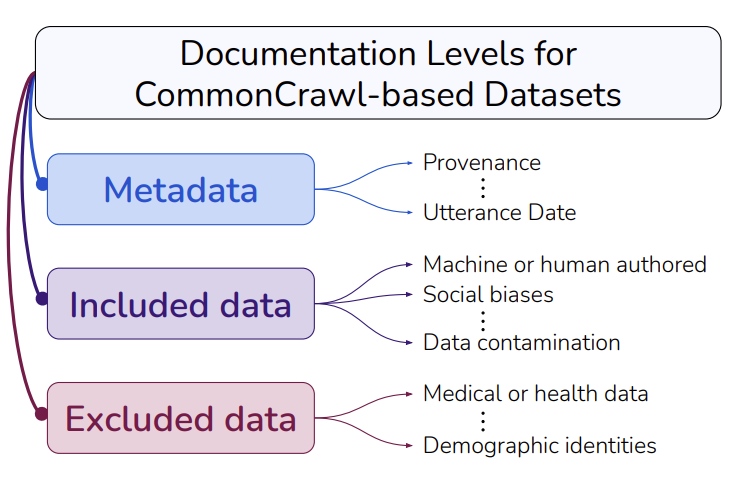 Documentation Levels for
CommonCrawl-based Datasets
Metadata
Provenance
Utterance Date
Included data
Machine or human authored
Social biases
Data contamination
Excluded data
Medical or health data
Demographic identities